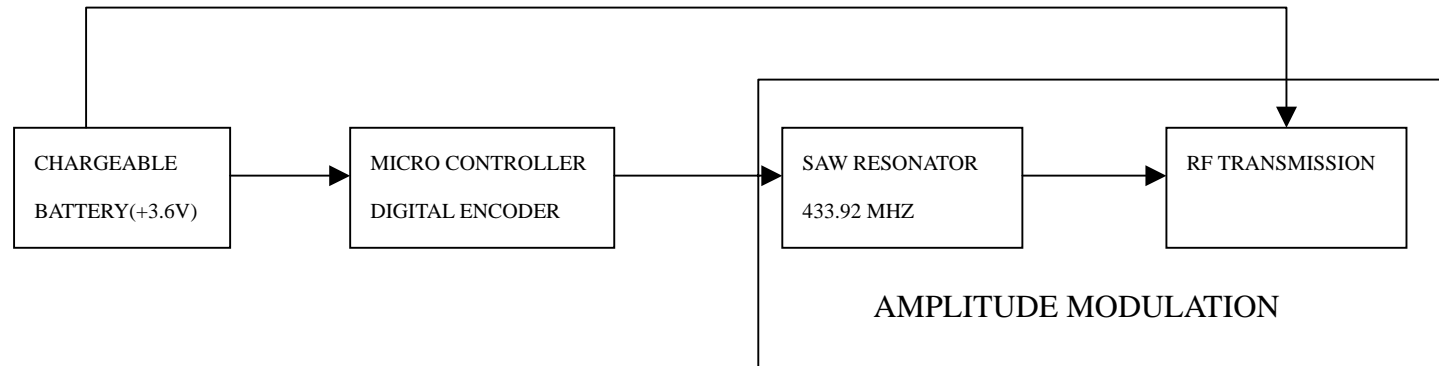 CHARGEABLE
BATTERY(+3.6V)
MICRO CONTROLLER
DIGITAL ENCODER
SAW RESONATOR
433.92 MHZ
RF TRANSMISSION
AMPLITUDE MODULATION